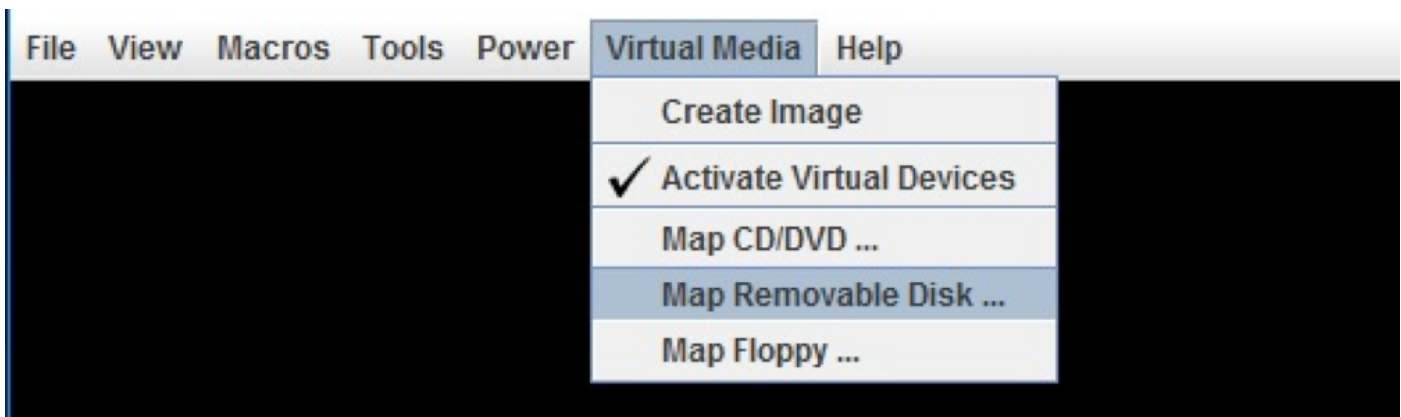 File View Macros Tools Power Virtual Media Help
Create Image
Activate Virtual Devices
Map CD/DVD ...
Map Removable Disk ...
Map Floppy ...